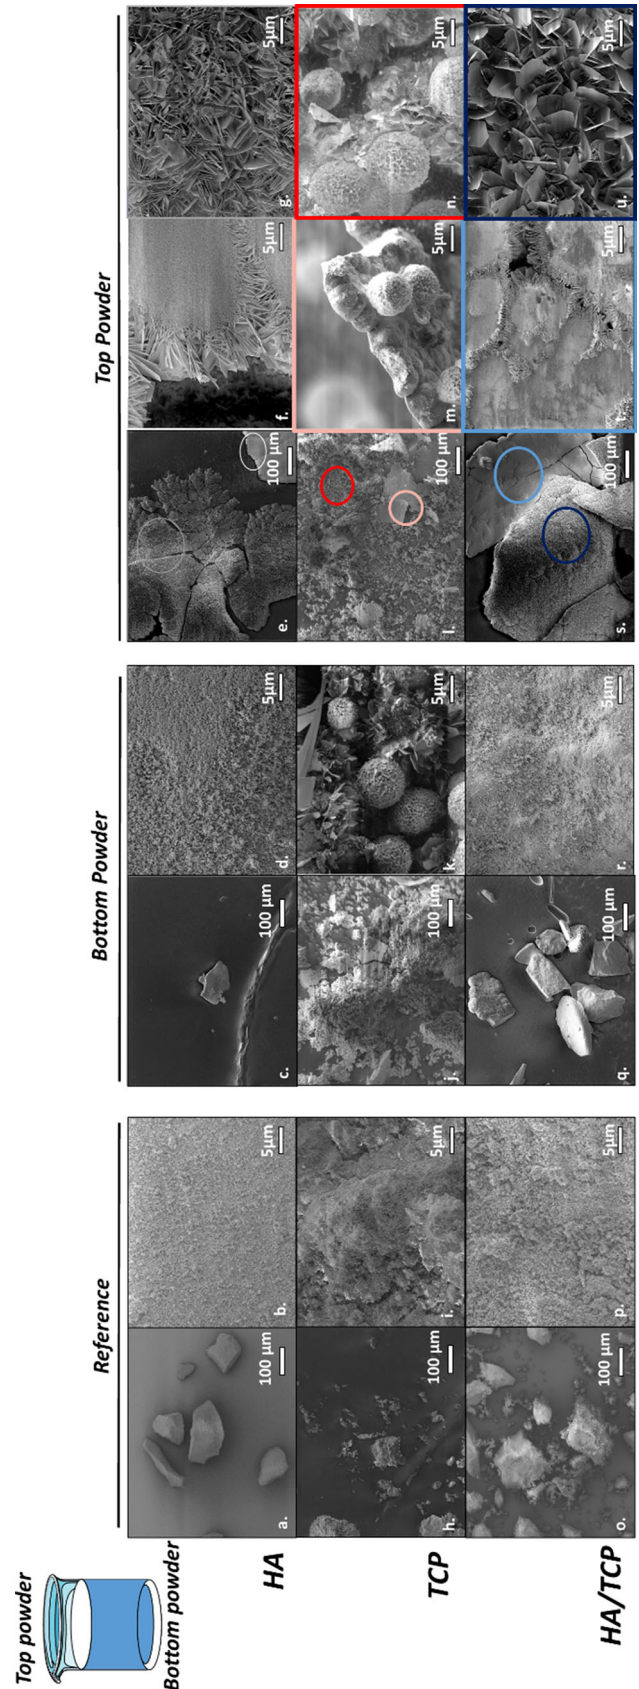 Top powder
Bottom powder
Reference
Bottom Powder
Top Powder
HA
a.
100 µm
b.
5µm
c.
100 µm
d.
5µm
e.
100 µm
f.
5µm
g.
5µm
TCP
h.
100 µm
i.
5µm
j.
100 µm
k.
5µm
l.
100 µm
m.
5µm
n.
5µm
HA/TCP
o.
100 µm
p.
5µm
q.
100 µm
r.
5µm
s.
100 µm
t.
5µm
u.
5µm